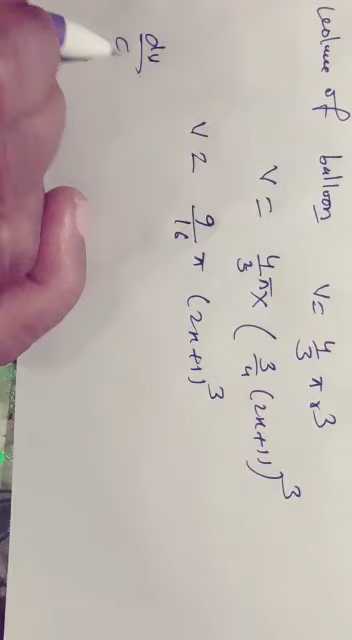 volume of balloon V = 4/3 π r³
V = 4/3 π × (3/4 (2x+1))³
V = 9/16 π (2x+1)³
dv